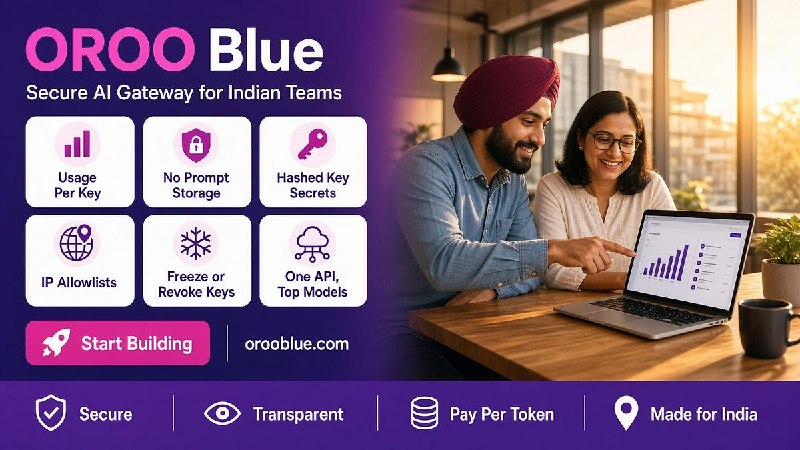 OROO Blue
Secure AI Gateway for Indian Teams
Usage
Per Key
No Prompt
Storage
Hashed Key
Secrets
IP Allowlists
Freeze or
Revoke Keys
One API,
Top Models
Start Building
orooblue.com
Secure
Transparent
Pay Per Token
Made for India